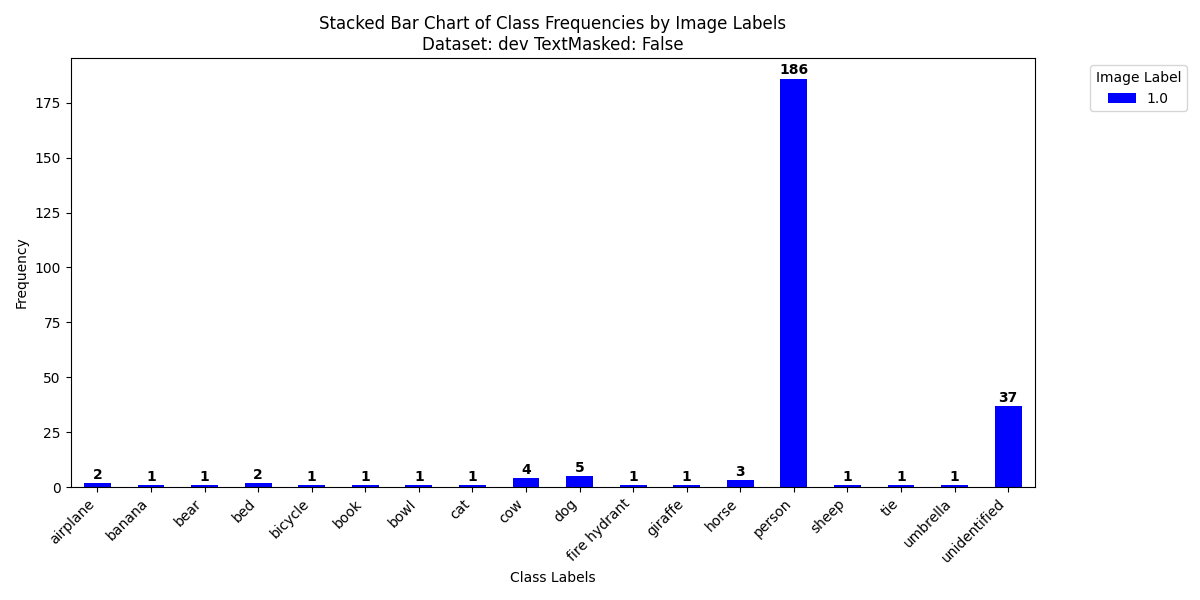 Stacked Bar Chart of Class Frequencies by Image Labels
Dataset: dev TextMasked: False
Image Label
1.0
Frequency
175
150
125
100
75
50
25
0
2
1
1
2
1
1
1
1
4
5
1
1
3
186
1
1
1
37
airplane
banana
bear
bed
bicycle
book
bowl
cat
cow
dog
fire hydrant
giraffe
horse
person
sheep
tie
umbrella
unidentified
Class Labels